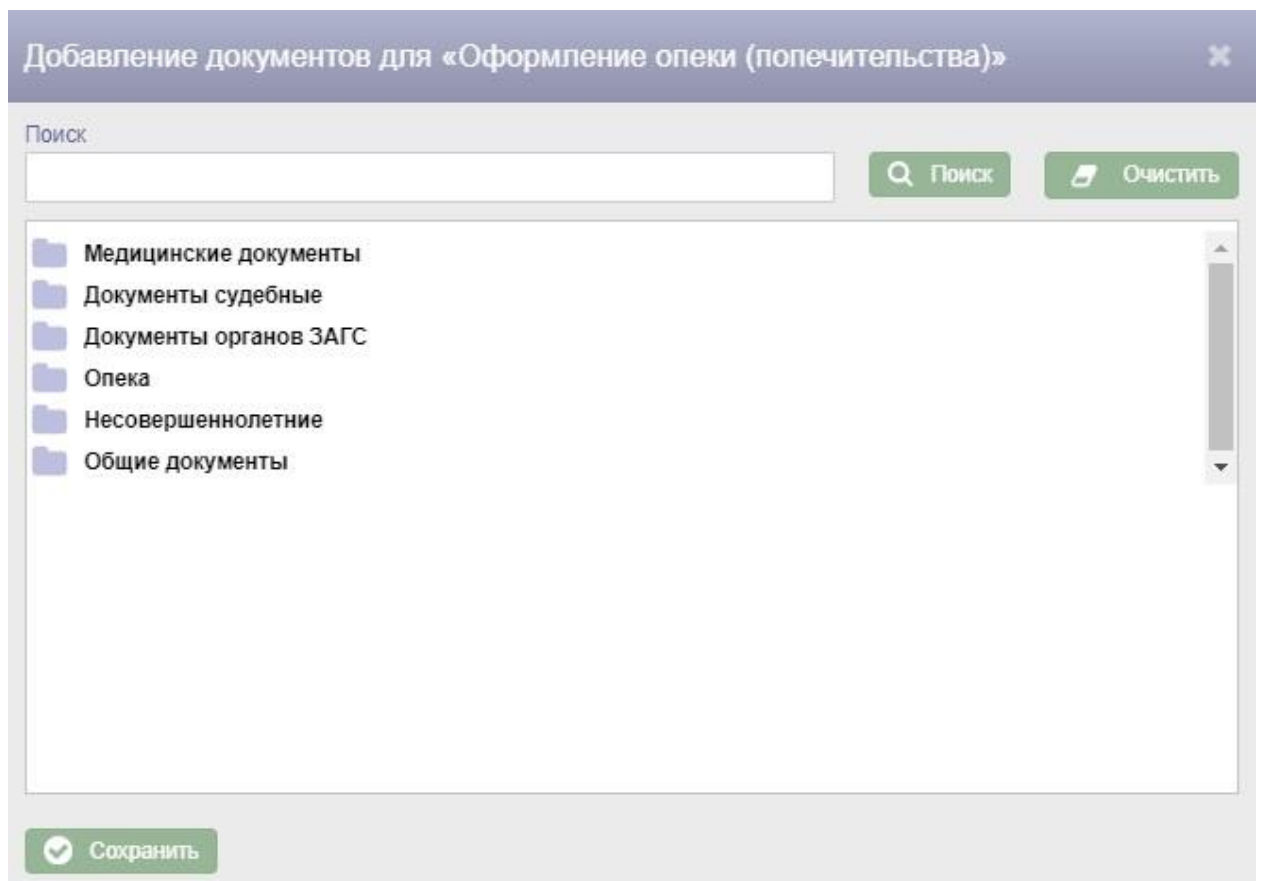 Добавление документов для «Оформление опеки (попечительства)»
Поиск
Поиск
Очистить
Медицинские документы
Документы судебные
Документы органов ЗАГС
Опека
Несовершеннолетние
Общие документы
Сохранить